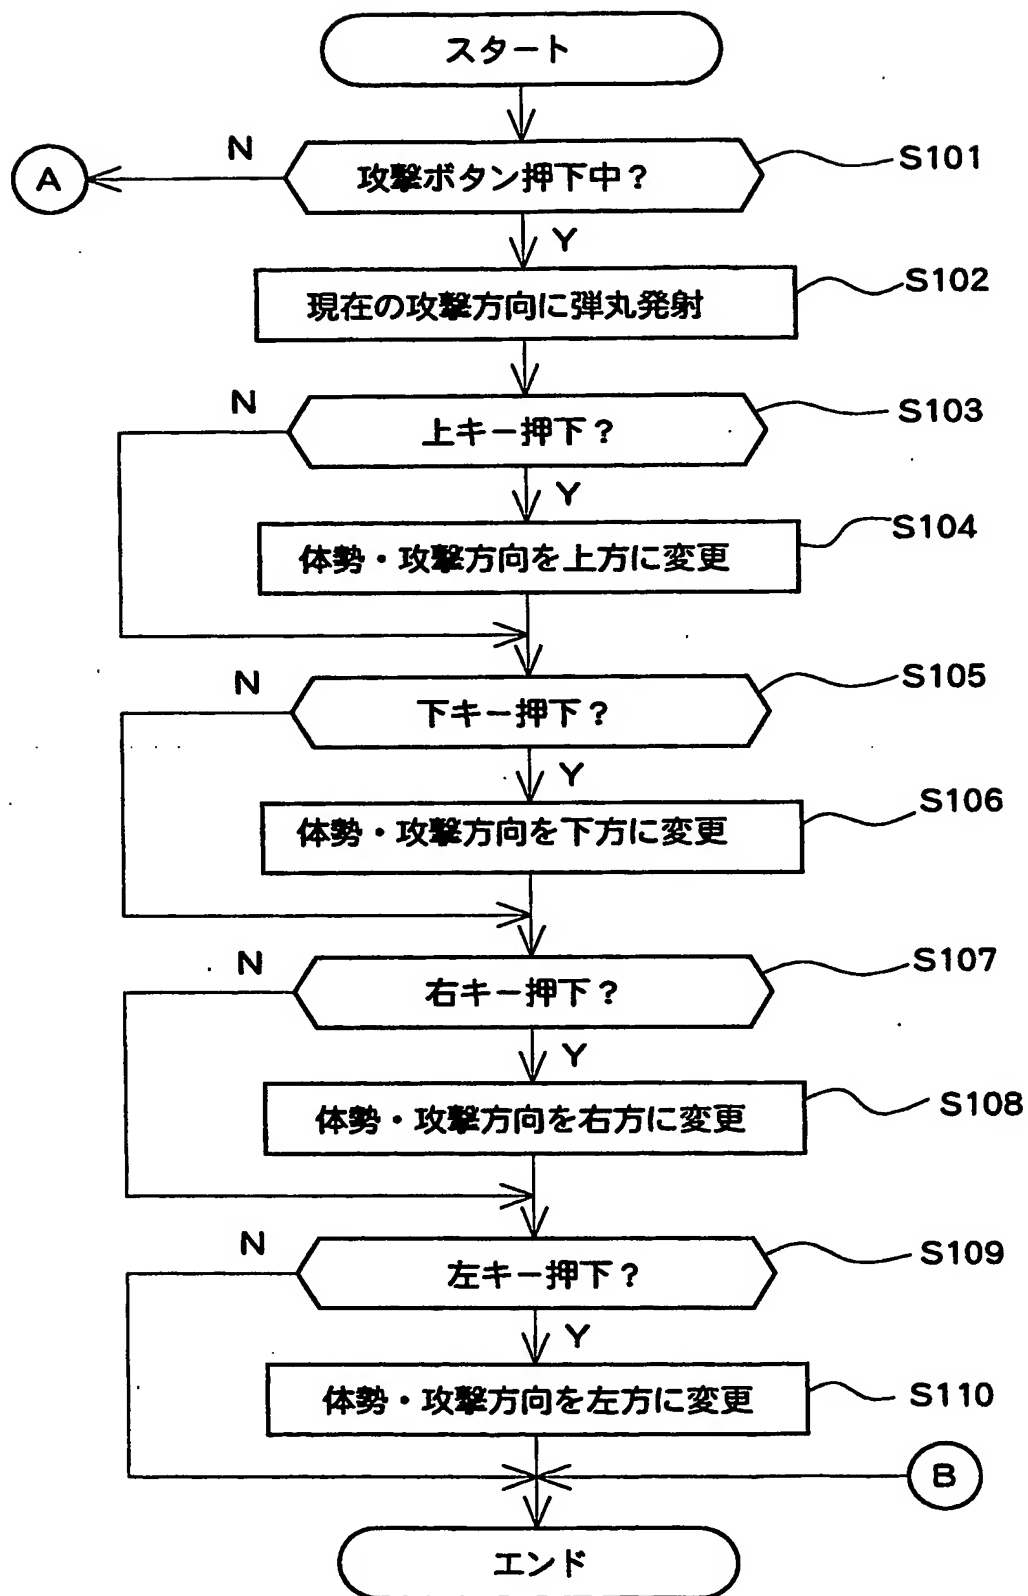 スタート
N
A
攻撃ボタン押下中?
S101
Y
現在の攻撃方向に弾丸発射
S102
N
上キー押下?
S103
Y
体勢・攻撃方向を上方に変更
S104
N
下キー押下?
S105
Y
体勢・攻撃方向を下方に変更
S106
N
右キー押下?
S107
Y
体勢・攻撃方向を右方に変更
S108
N
左キー押下?
S109
Y
体勢・攻撃方向を左方に変更
S110
B
エンド